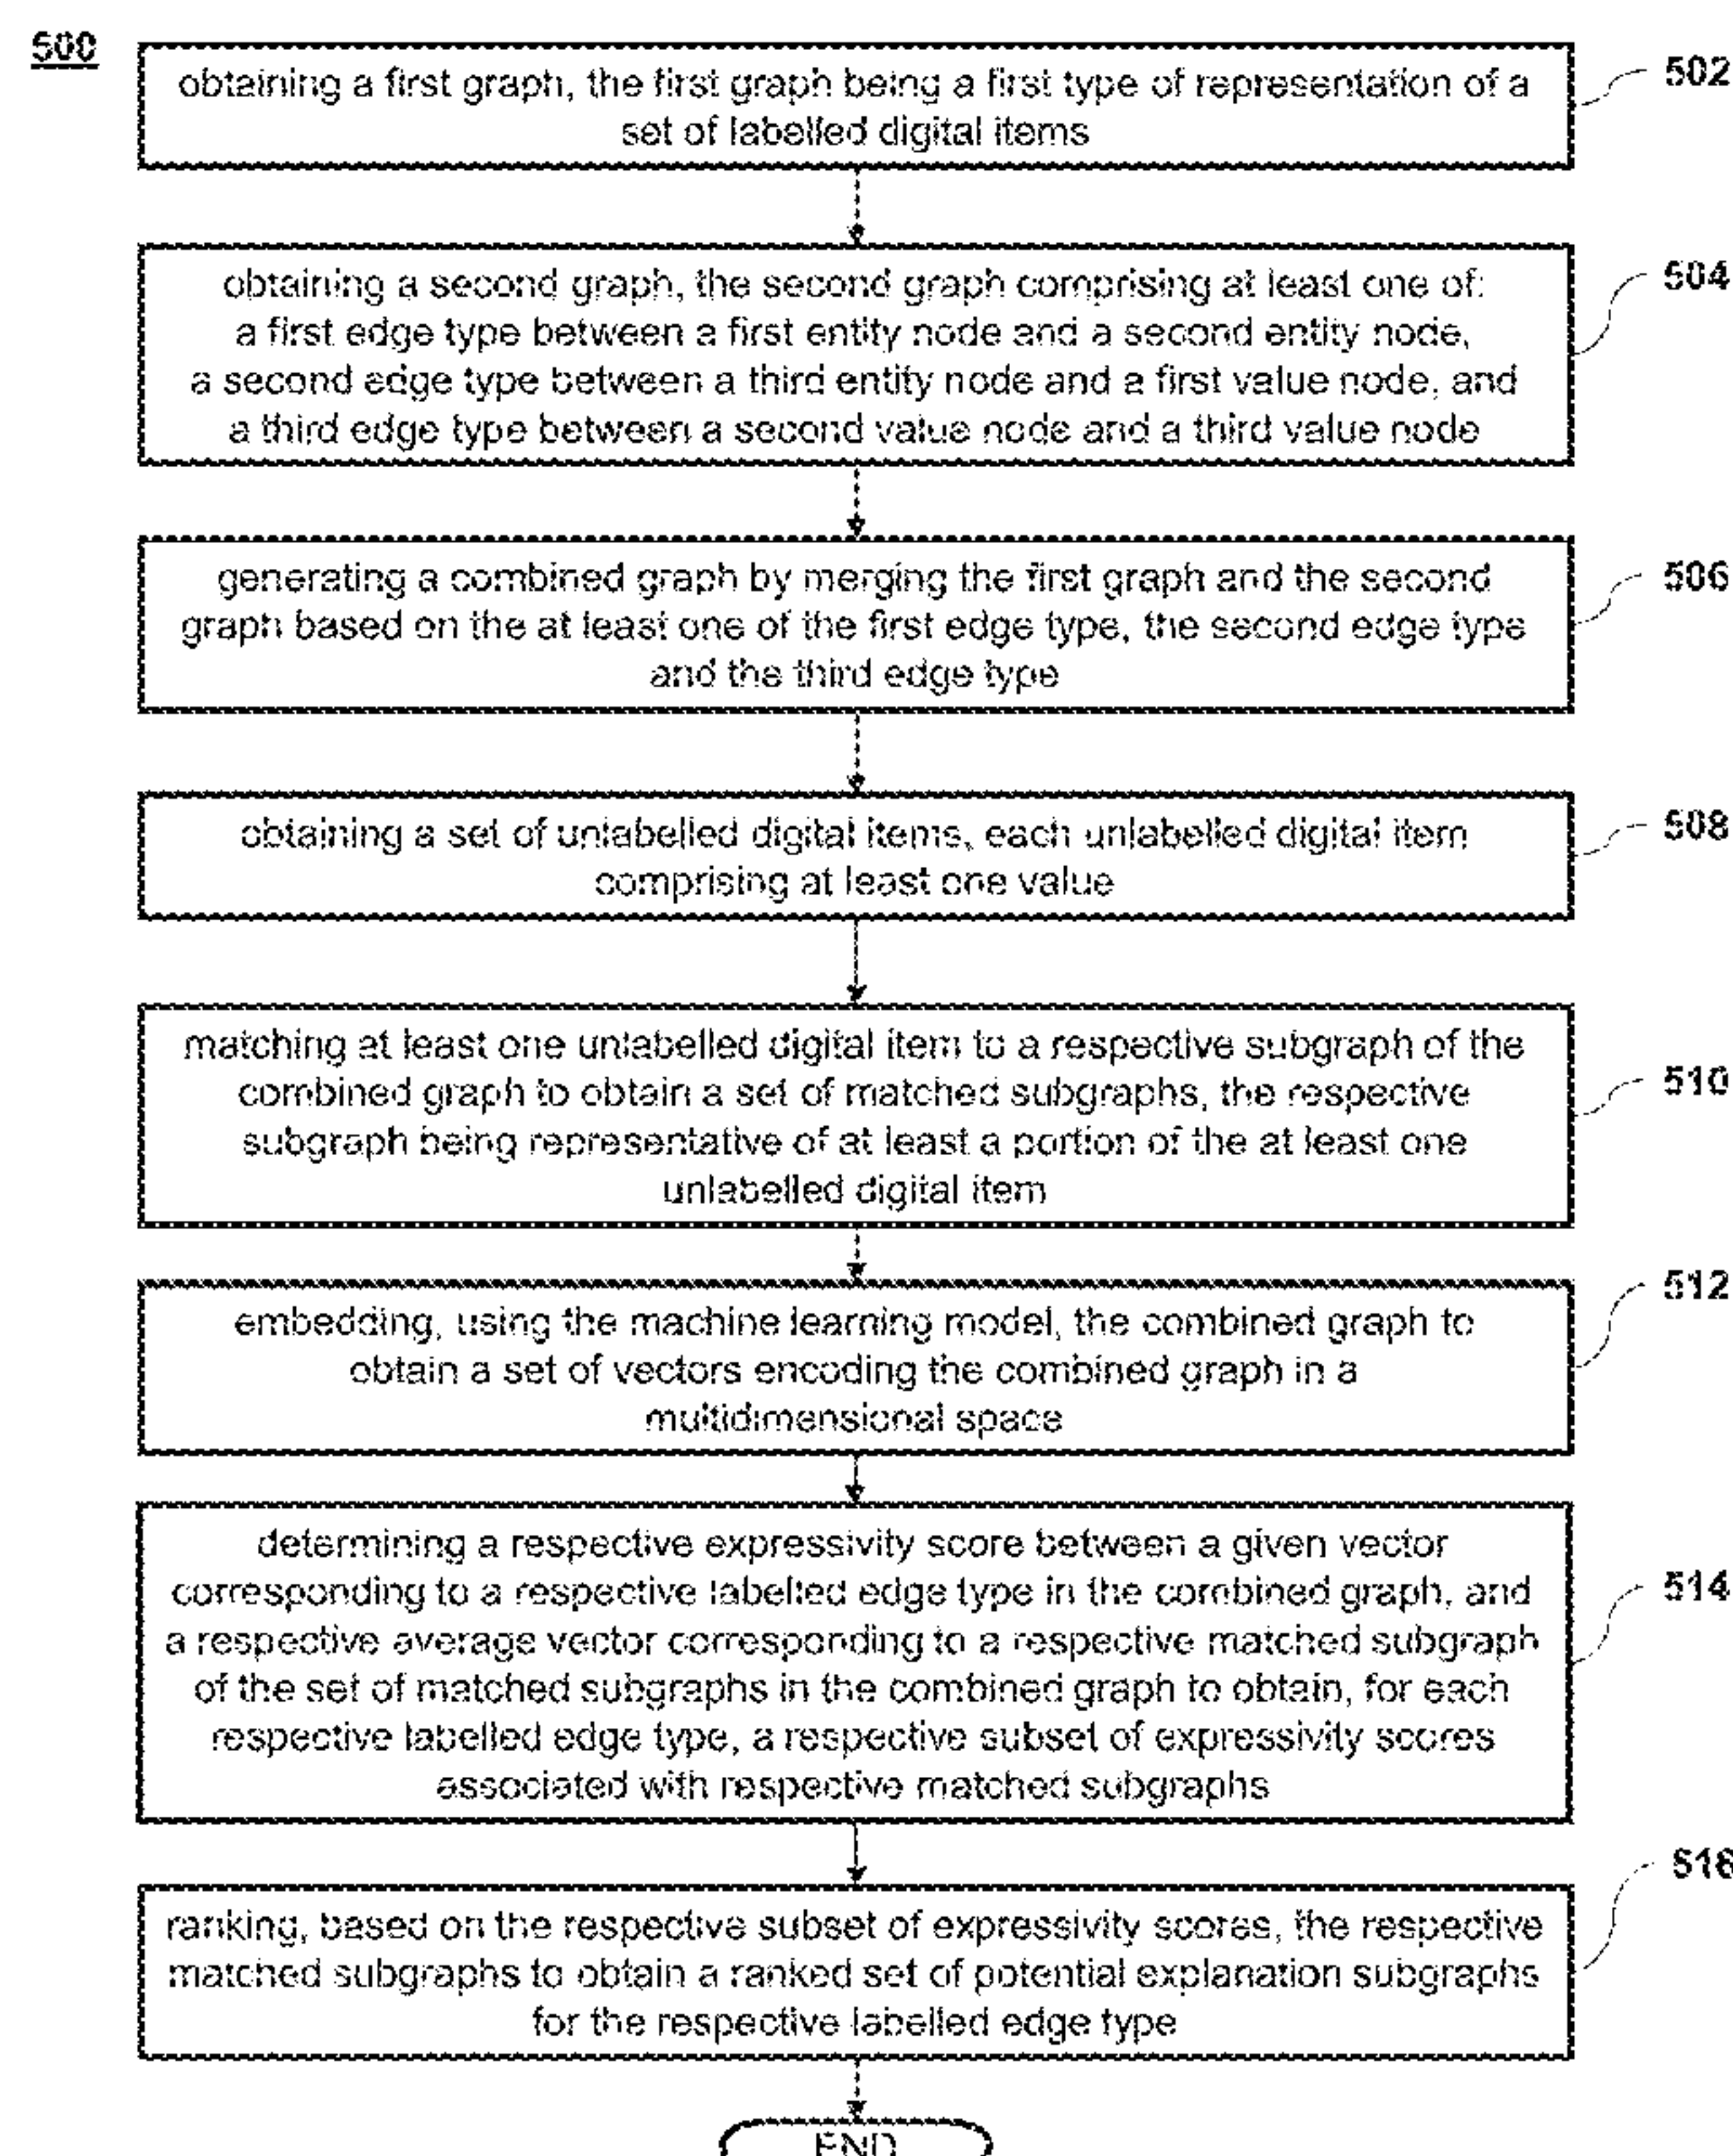 500
obtaining a first graph, the first graph being a first type of representation of a
set of labelled digital items
502
obtaining a second graph, the second graph comprising at least one of:
a first edge type between a first entity node and a second entity node,
a second edge type between a third entity node and a first value node, and
a third edge type between a second value node and a third value node
504
generating a combined graph by merging the first graph and the second
graph based on the at least one of the first edge type, the second edge type
and the third edge type
506
obtaining a set of unlabelled digital items, each unlabelled digital item
comprising at least one value
508
matching at least one unlabelled digital item to a respective subgraph of the
combined graph to obtain a set of matched subgraphs, the respective
subgraph being representative of at least a portion of the at least one
unlabelled digital item
510
embedding, using the machine learning model, the combined graph to
obtain a set of vectors encoding the combined graph in a
multidimensional space
512
determining a respective expressivity score between a given vector
corresponding to a respective labelled edge type in the combined graph, and
a respective average vector corresponding to a respective matched subgraph
of the set of matched subgraphs in the combined graph to obtain, for each
respective labelled edge type, a respective subset of expressivity scores
associated with respective matched subgraphs
514
ranking, based on the respective subset of expressivity scores, the respective
matched subgraphs to obtain a ranked set of potential explanation subgraphs
for the respective labelled edge type
516
END